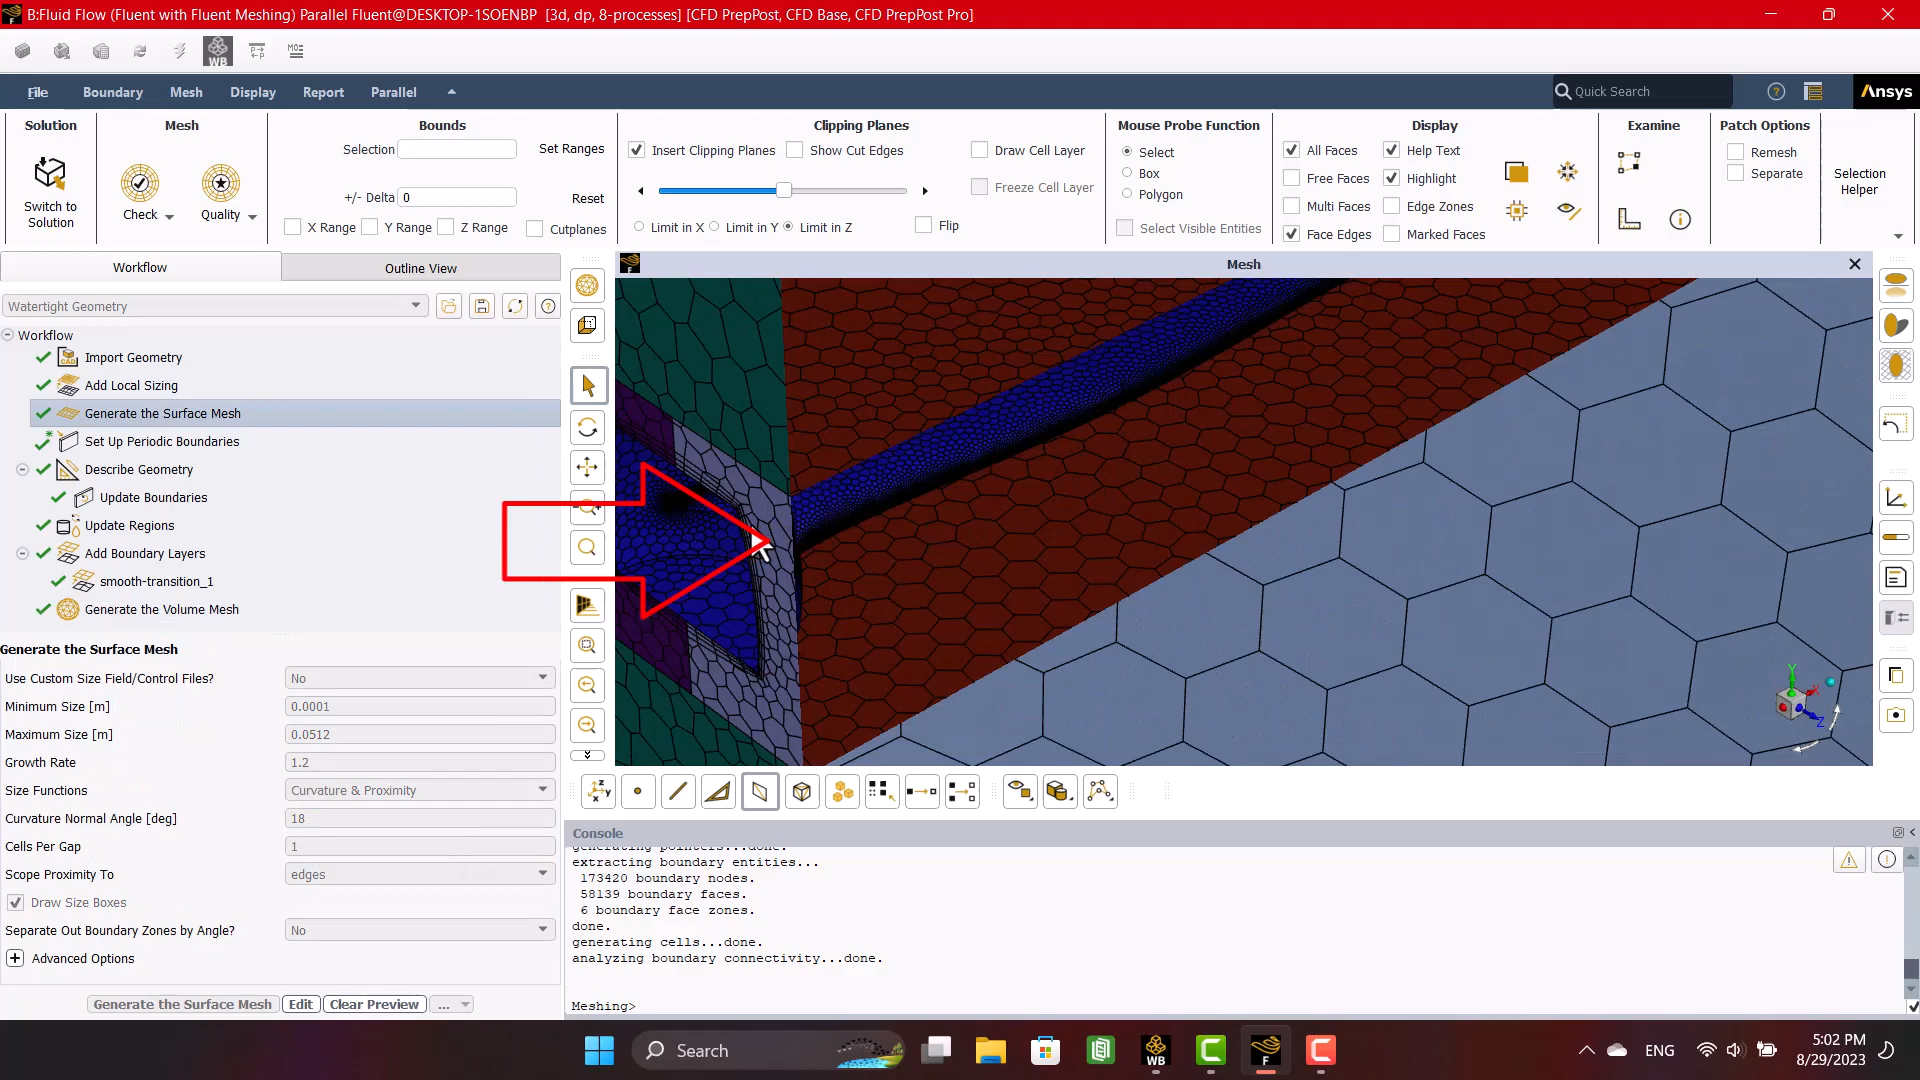 B:Fluid Flow (Fluent with Fluent Meshing) Parallel Fluent@DESKTOP-1SOENBP [3d, dp, 8-processes] [CFD PrepPost, CFD Base, CFD PrepPost Pro]
WB
File Boundary Mesh Display Report Parallel
Quick Search
Ansys
Solution
Switch to
Solution
Mesh
Check
Quality
Bounds
Selection
Set Ranges
+/- Delta 0
Reset
X Range Y Range Z Range Cutplanes
Clipping Planes
Insert Clipping Planes Show Cut Edges Draw Cell Layer
Freeze Cell Layer
Limit in X Limit in Y Limit in Z Flip
Mouse Probe Function
Select
Box
Polygon
Select Visible Entities
Display
All Faces Help Text
Free Faces Highlight
Multi Faces Edge Zones
Face Edges Marked Faces
Examine
Patch Options
Remesh
Separate
Selection
Helper
Workflow
Outline View
Mesh
Watertight Geometry
Workflow
Import Geometry
Add Local Sizing
Generate the Surface Mesh
Set Up Periodic Boundaries
Describe Geometry
Update Boundaries
Update Regions
Add Boundary Layers
smooth-transition_1
Generate the Volume Mesh
Generate the Surface Mesh
Use Custom Size Field/Control Files? No
Minimum Size [m] 0.0001
Maximum Size [m] 0.0512
Growth Rate 1.2
Size Functions Curvature & Proximity
Curvature Normal Angle [deg] 18
Cells Per Gap 1
Scope Proximity To edges
Draw Size Boxes
Separate Out Boundary Zones by Angle? No
Advanced Options
Generate the Surface Mesh Edit Clear Preview ...
Y
X
Z
Console
generating pointers...done.
extracting boundary entities...
173420 boundary nodes.
58139 boundary faces.
6 boundary face zones.
done.
generating cells...done.
analyzing boundary connectivity...done.
Meshing>
Search
WB
F
ENG
5:02 PM
8/29/2023